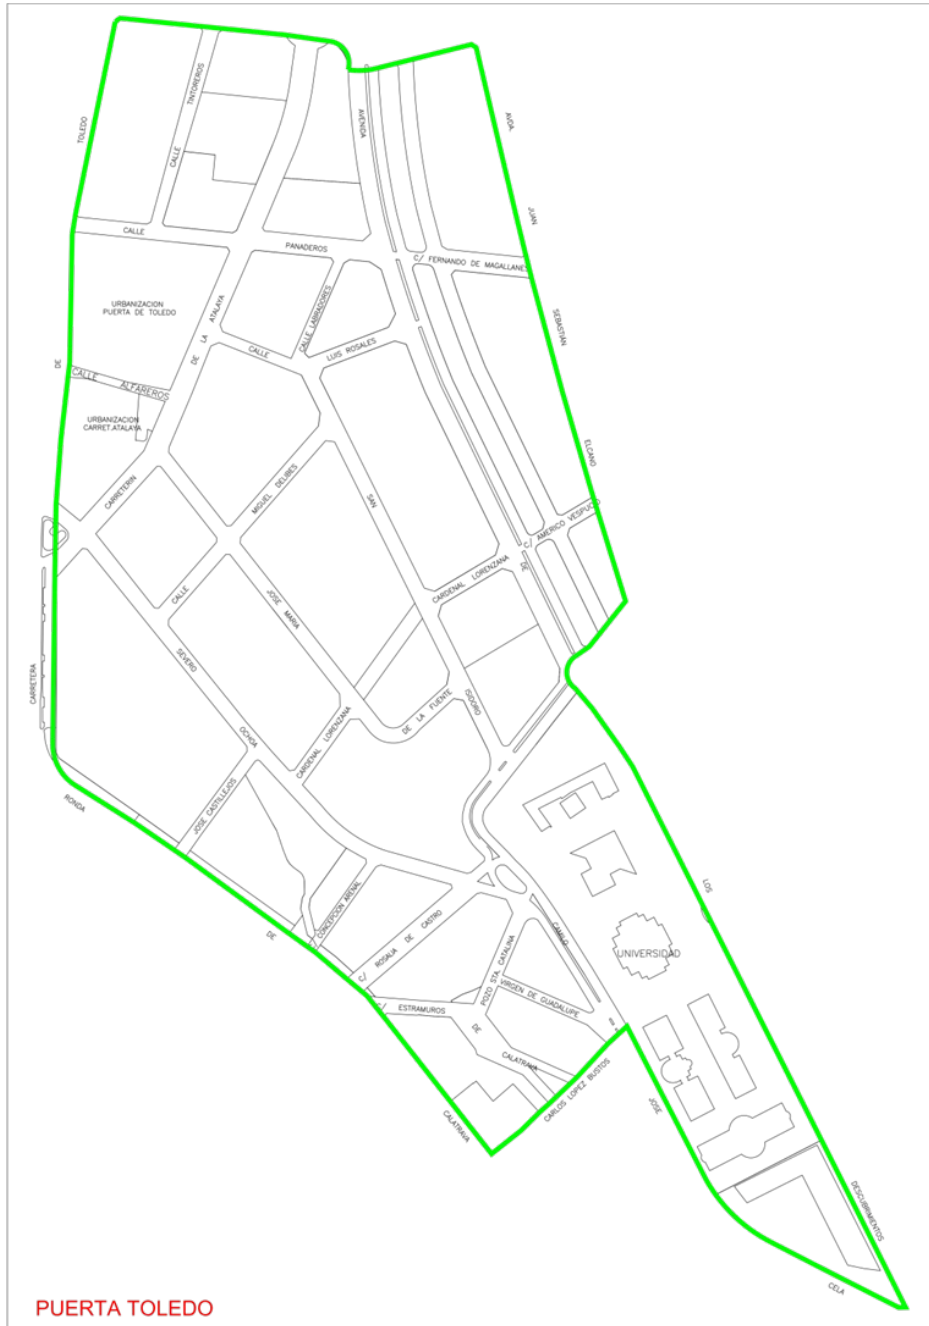 TOLEDO
CALLE
TINTOREROS
AVENIDA
AVDA.
JUAN
CALLE
PANADEROS
C/ FERNANDO DE MAGALLANES
URBANIZACION
PUERTA DE TOLEDO
DE LA ATALAYA
CALLE LABRADORES
SEBASTIAN
CALLE
LUIS ROSALES
DE
CALLE ALFAREROS
URBANIZACION
CARRET.ATALAYA
ELCANO
CARRETERIN
MIGUEL DELIBES
SAN
C/ AMERICO VESPUCIO
DE
CARDENAL LORENZANA
CALLE
JOSE MARIA
SEVERO
CARRETERA
OCHOA
CARDENAL LORENZANA
DE LA FUENTE
ISIDORO
RONDA
JOSE CASTILLEJOS
LOS
DE
CONCEPCION ARENAL
C/ ROSALIA DE CASTRO
CAMILO
UNIVERSIDAD
POZO STA. CATALINA
VIRGEN DE GUADALUPE
C/ ESTRAMUROS
DE
CALATRAVA
CARLOS LOPEZ BUSTOS
CALATRAVA
JOSE
DESCUBRIMIENTOS
CELA
PUERTA TOLEDO